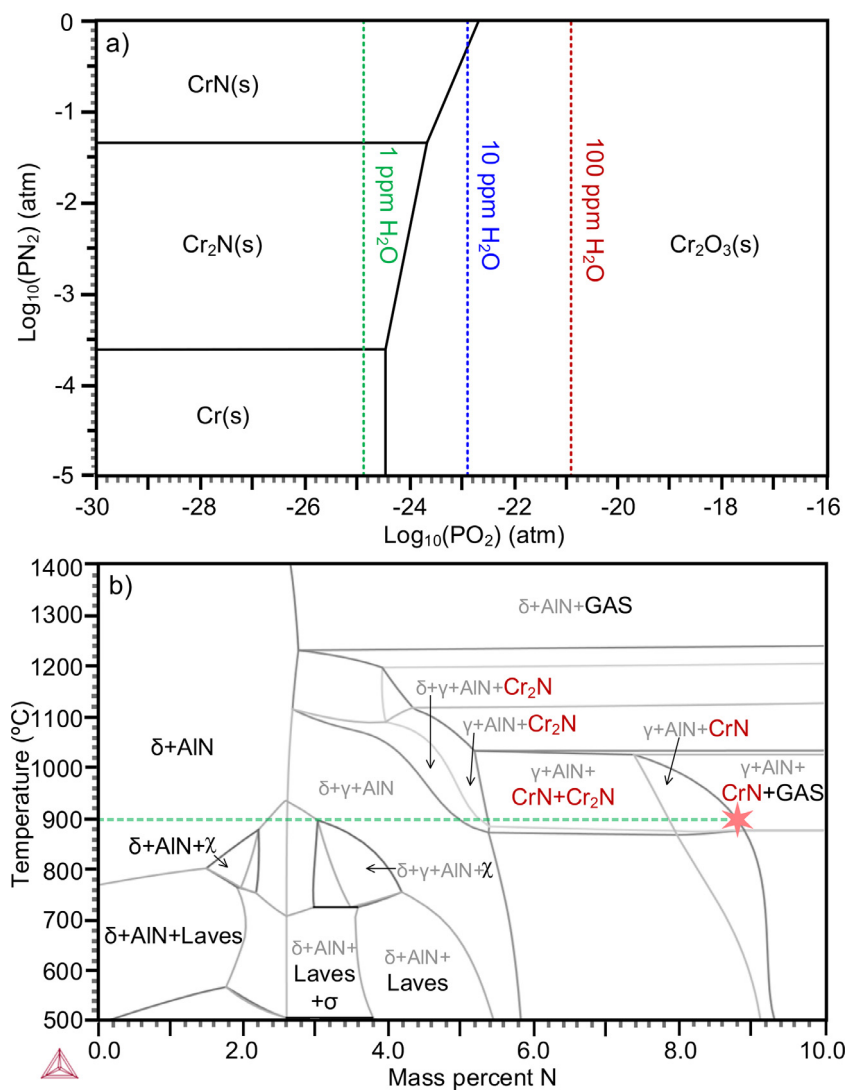 a)
0
-1
-2
-3
-4
-5
Log₁₀(PN₂) (atm)
CrN(s)
Cr₂N(s)
Cr(s)
Cr₂O₃(s)
1 ppm H₂O
10 ppm H₂O
100 ppm H₂O
-30
-28
-26
-24
-22
-20
-18
-16
Log₁₀(PO₂) (atm)
b)
1400
1300
1200
1100
1000
900
800
700
600
500
Temperature (ºC)
δ+AlN+GAS
δ+γ+AlN+Cr₂N
γ+AlN+Cr₂N
γ+AlN+CrN
δ+AlN
δ+γ+AlN
γ+AlN+
CrN+Cr₂N
γ+AlN+
CrN+GAS
δ+AlN+χ
δ+γ+AlN+χ
δ+AlN+Laves
δ+AlN+
Laves
+σ
δ+AlN+
Laves
0.0
2.0
4.0
6.0
8.0
10.0
Mass percent N